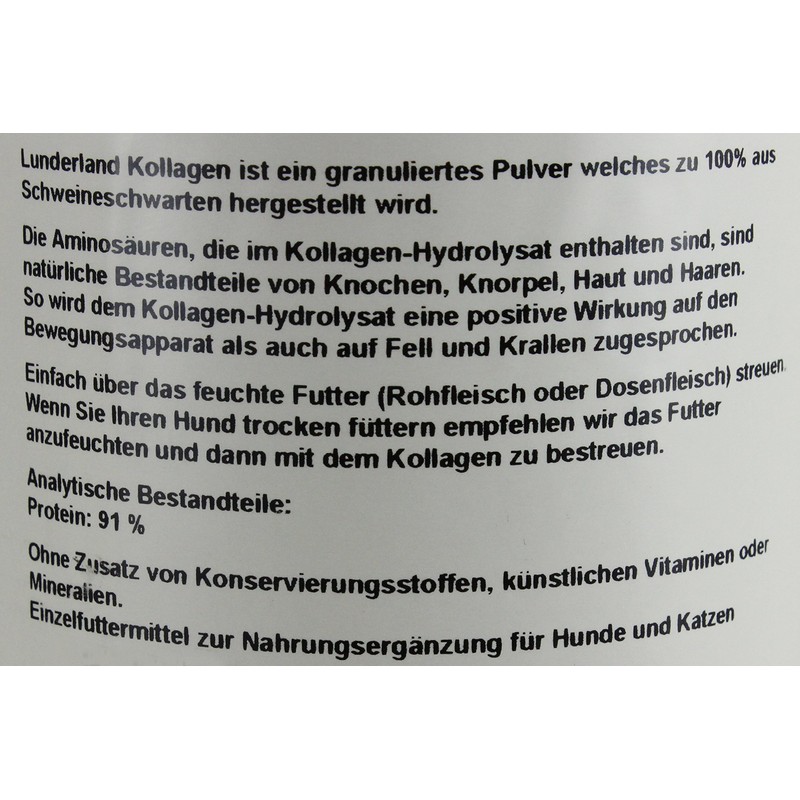 Lunderland Kollagen ist ein granuliertes Pulver welches zu 100% aus
Schweineschwarten hergestellt wird.
Die Aminosäuren, die im Kollagen-Hydrolysat enthalten sind, sind
natürliche Bestandteile von Knochen, Knorpel, Haut und Haaren.
So wird dem Kollagen-Hydrolysat eine positive Wirkung auf den
Bewegungsapparat als auch auf Fell und Krallen zugesprochen.
Einfach über das feuchte Futter (Rohfleisch oder Dosenfleisch) streuen.
Wenn Sie Ihren Hund trocken füttern empfehlen wir das Futter
anzufeuchten und dann mit dem Kollagen zu bestreuen.
Analytische Bestandteile:
Protein: 91 %
Ohne Zusatz von Konservierungsstoffen, künstlichen Vitaminen oder
Mineralien.
Einzelfuttermittel zur Nahrungsergänzung für Hunde und Katzen